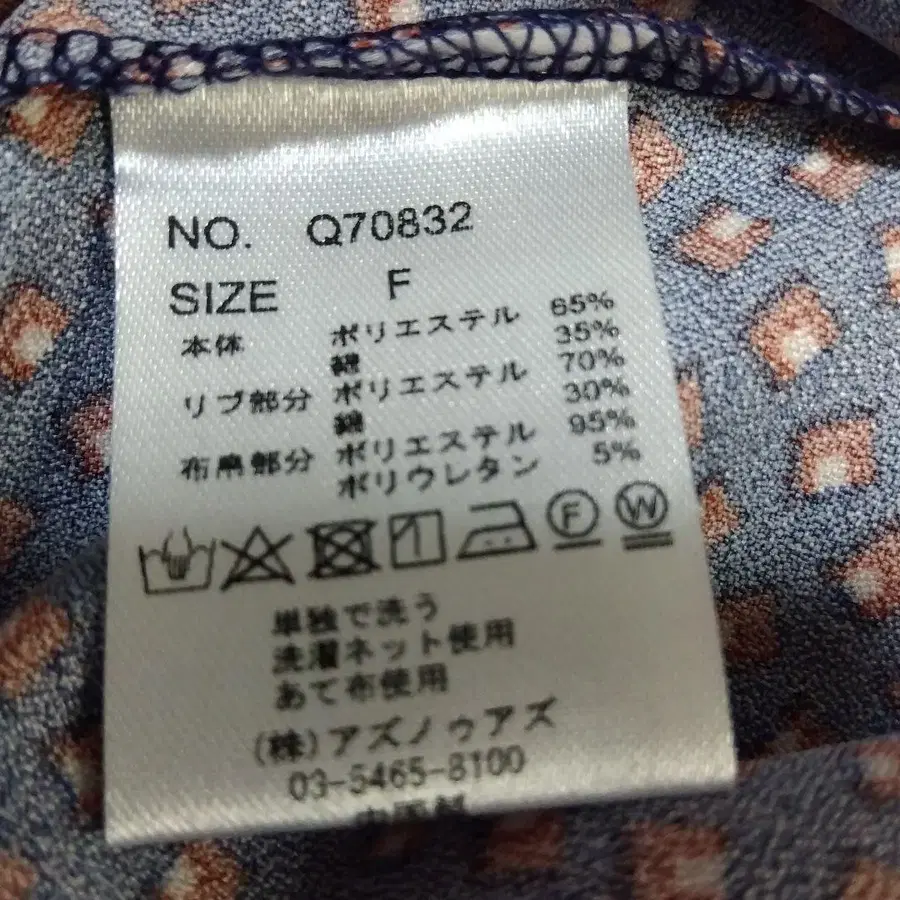 NO. Q70832
SIZE F
本体 ポリエステル 65%
綿 35%
リブ部分 ポリエステル 70%
綿 30%
布帛部分 ポリエステル 95%
ポリウレタン 5%
F W
単独で洗う
洗濯ネット使用
あて布使用
(株)アズノゥアズ
03-5465-8100